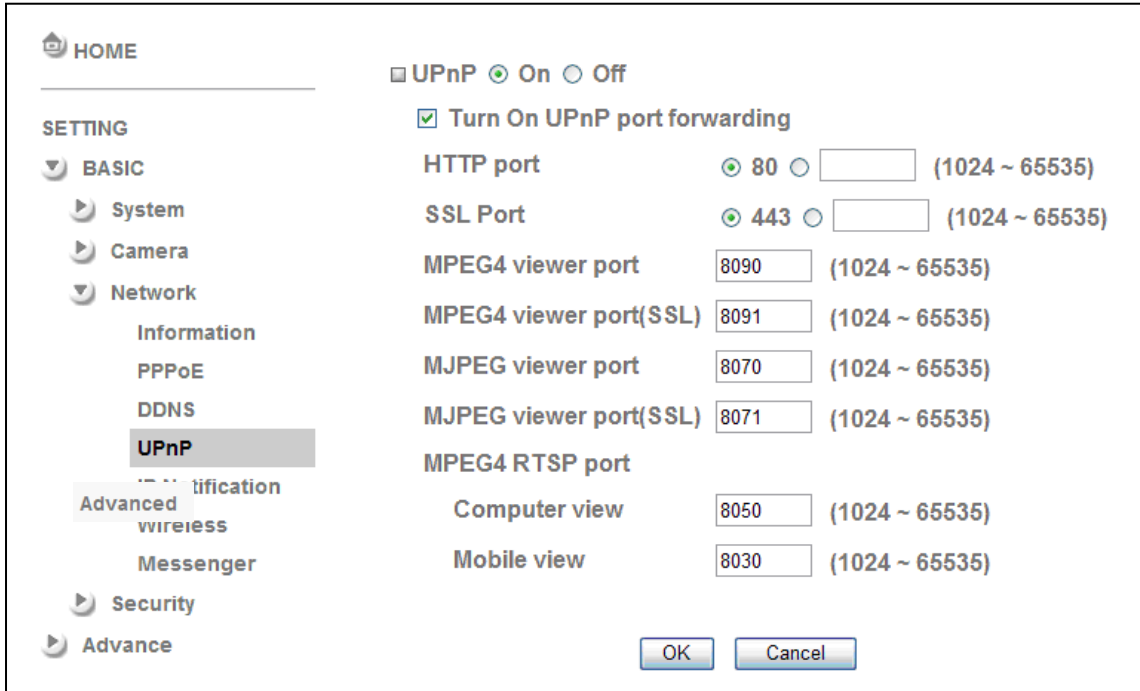 HOME
SETTING
BASIC
System
Camera
Network
Information
PPPoE
DDNS
UPnP
tification
Advanced
Wireless
Messenger
Security
Advance
UPnP On Off
Turn On UPnP port forwarding
HTTP port 80 (1024 ~ 65535)
SSL Port 443 (1024 ~ 65535)
MPEG4 viewer port 8090 (1024 ~ 65535)
MPEG4 viewer port(SSL) 8091 (1024 ~ 65535)
MJPEG viewer port 8070 (1024 ~ 65535)
MJPEG viewer port(SSL) 8071 (1024 ~ 65535)
MPEG4 RTSP port
Computer view 8050 (1024 ~ 65535)
Mobile view 8030 (1024 ~ 65535)
OK Cancel